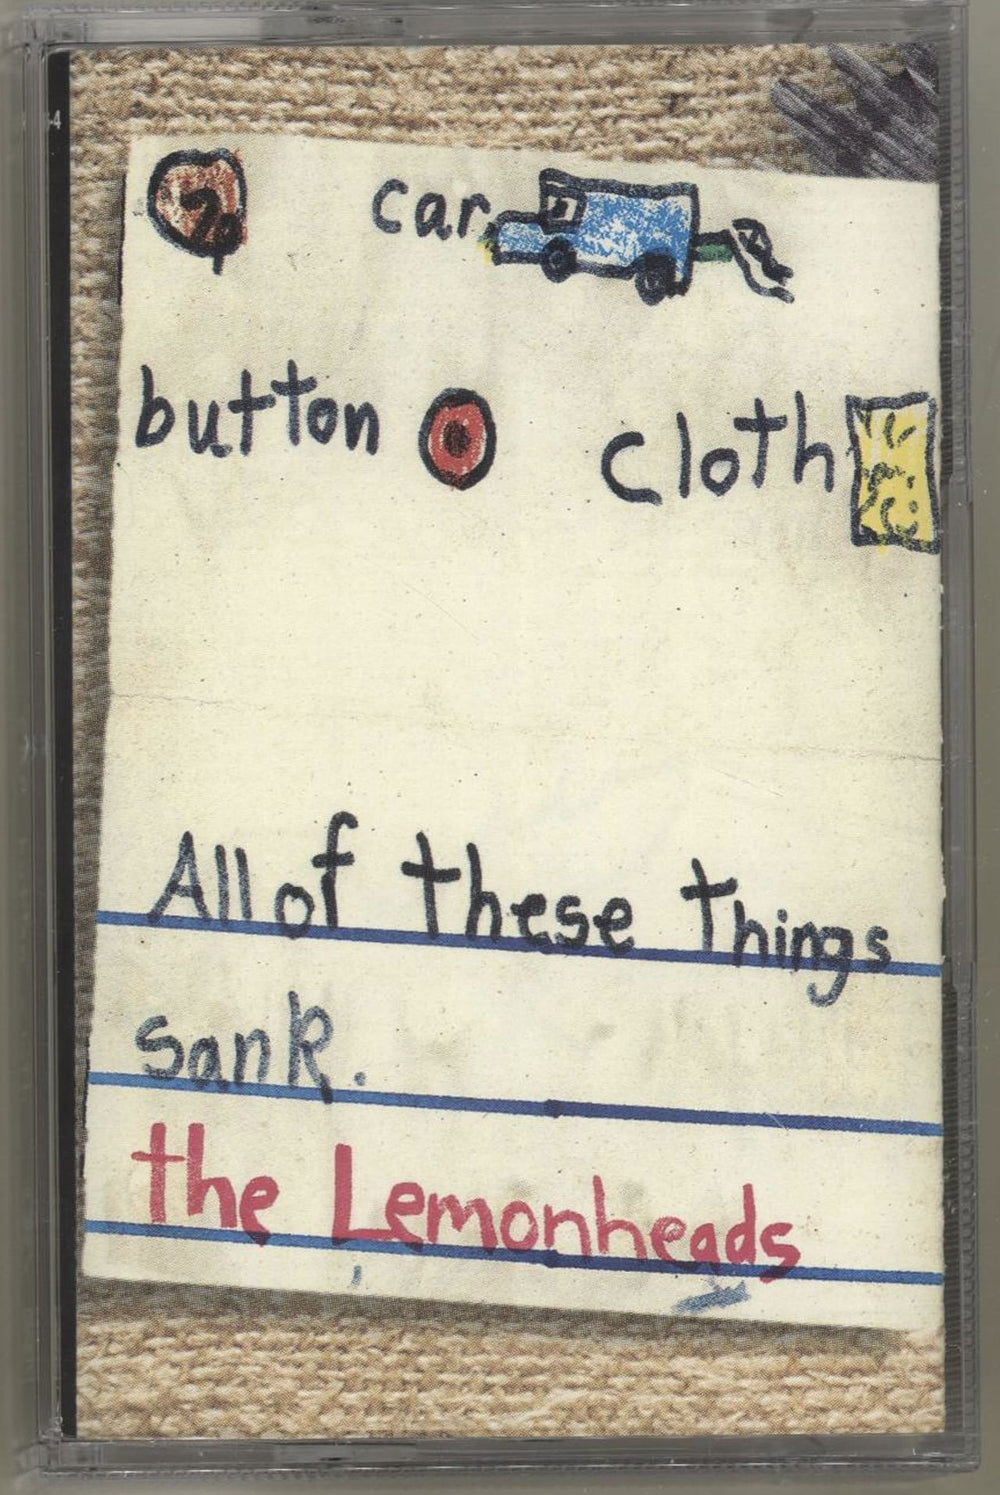 car
button cloth
All of these Things
sank.
the Lemonheads